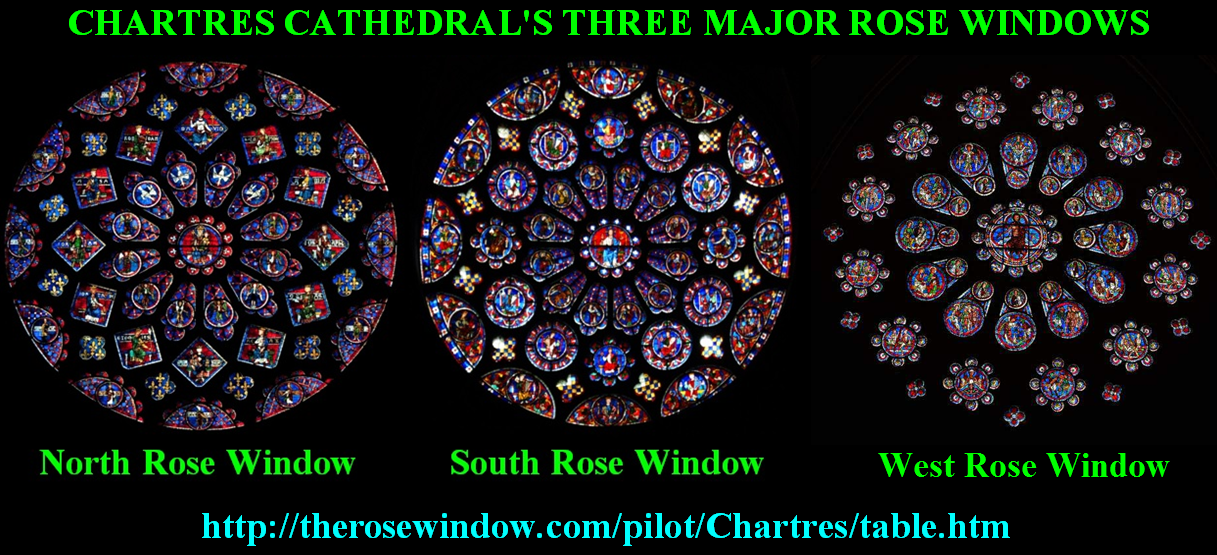 CHARTRES CATHEDRAL'S THREE MAJOR ROSE WINDOWS
North Rose Window
South Rose Window
West Rose Window
http://therosewindow.com/pilot/Chartres/table.htm